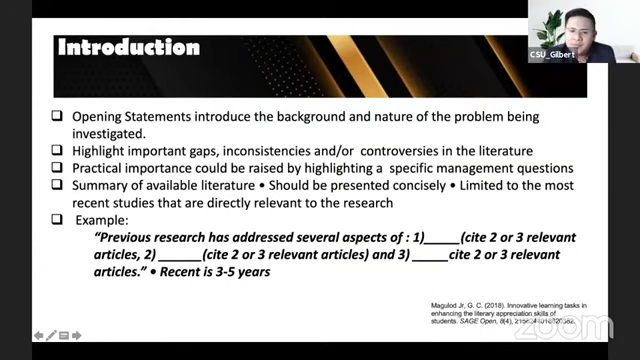 Introduction
CSU_Gilbert
❑ Opening Statements introduce the background and nature of the problem being
investigated.
❑ Highlight important gaps, inconsistencies and/or controversies in the literature
❑ Practical importance could be raised by highlighting a specific management questions
❑ Summary of available literature • Should be presented concisely • Limited to the most
recent studies that are directly relevant to the research
❑ Example:
“Previous research has addressed several aspects of : 1)_____(cite 2 or 3 relevant
articles, 2) ______(cite 2 or 3 relevant articles) and 3) _____cite 2 or 3 relevant
articles.” • Recent is 3-5 years
Magulod Jr, G. C. (2018). Innovative learning tasks in
enhancing the literary appreciation skills of
students. SAGE Open, 8(4),
zoom